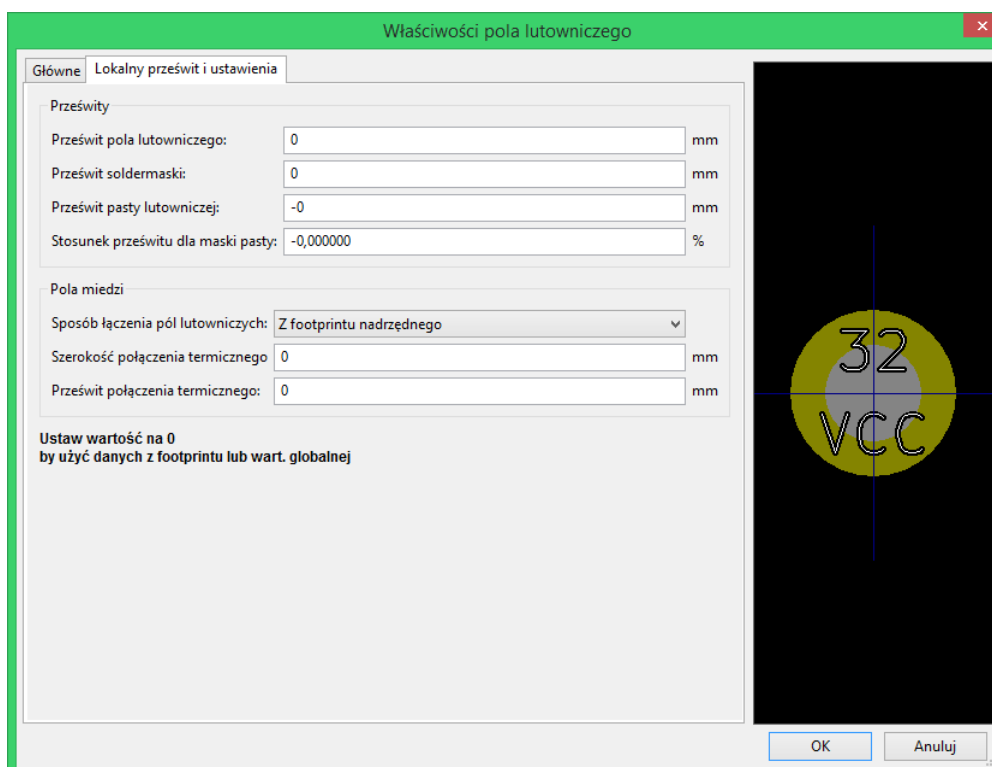 Właściwości pola lutowniczego
Główne
Lokalny prześwit i ustawienia
Prześwity
Prześwit pola lutowniczego: 0 mm
Prześwit soldermaski: 0 mm
Prześwit pasty lutowniczej: -0 mm
Stosunek prześwitu dla maski pasty: -0,000000 %
Pola miedzi
Sposób łączenia pól lutowniczych: Z footprintu nadrzędnego
Szerokość połączenia termicznego 0 mm
Prześwit połączenia termicznego: 0 mm
Ustaw wartość na 0
by użyć danych z footprintu lub wart. globalnej
32
VCC
OK
Anuluj